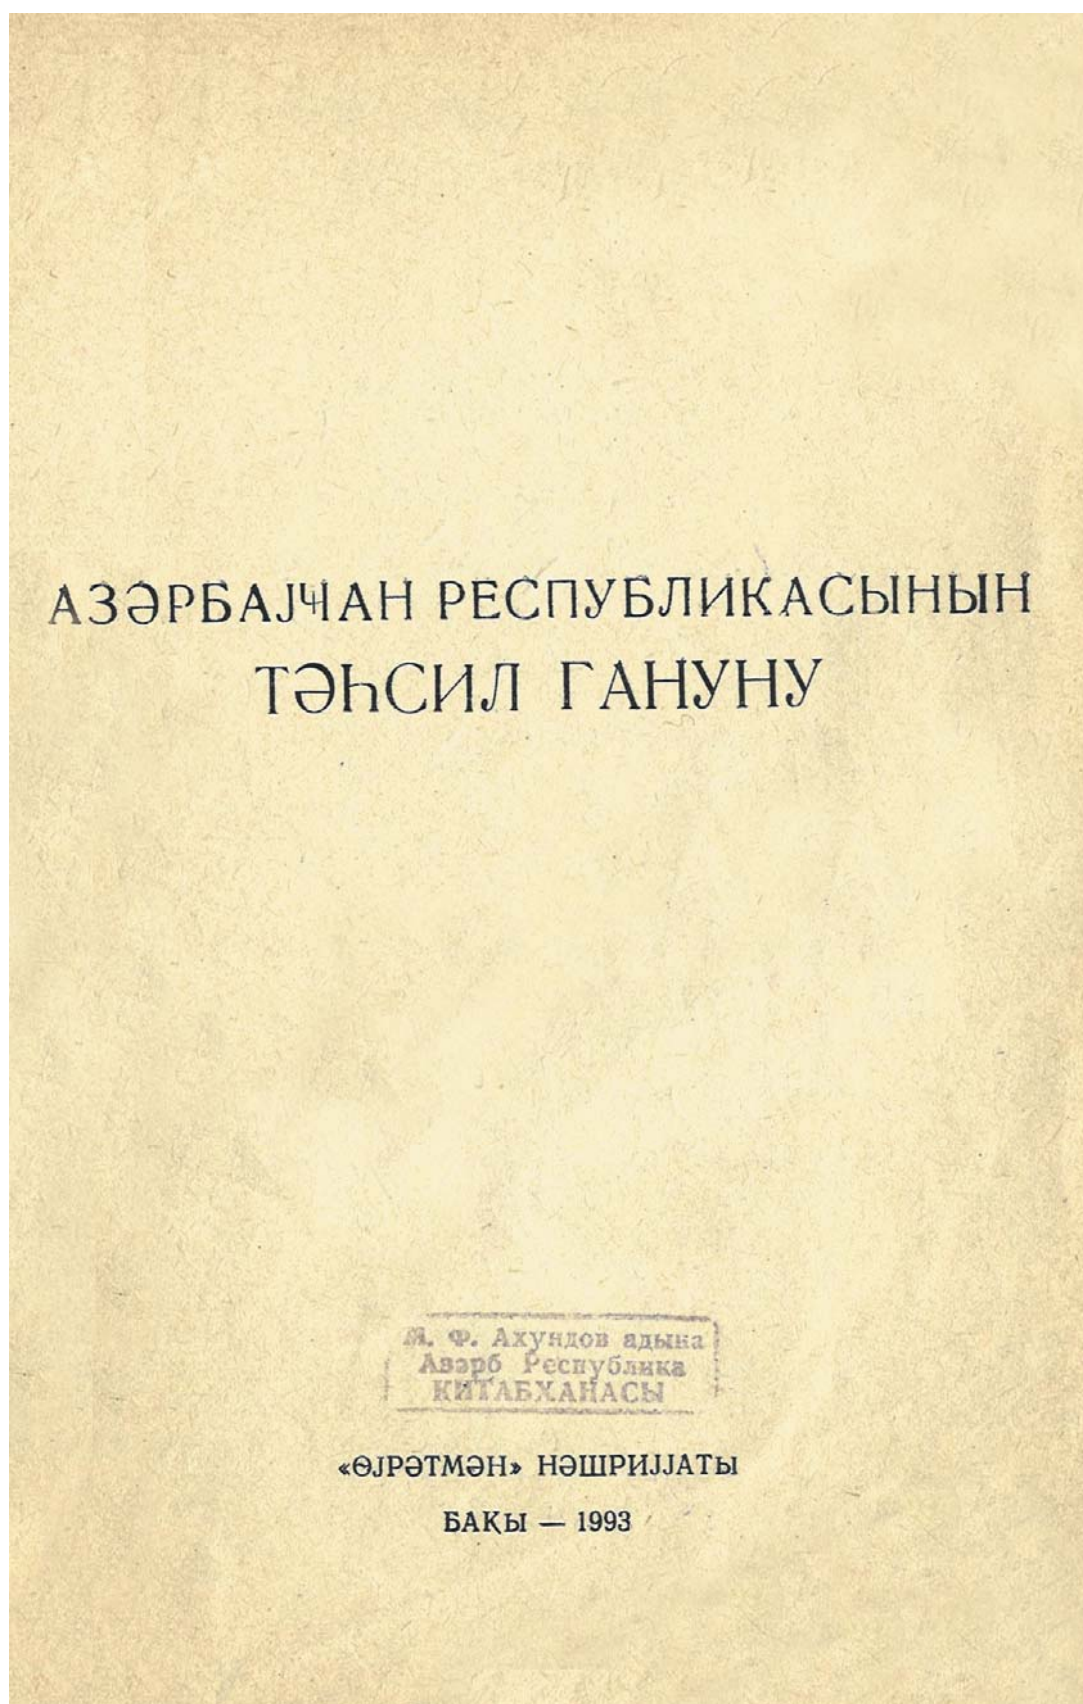 АЗӘРБАЈҸАН РЕСПУБЛИКАСЫНЫН
ТӘҺСИЛ ГАНУНУ
М. Ф. Ахундов адына
Азәрб Республика
КИТАБХАНАСЫ
«ӨЈРӘТМӘН» НӘШРИЈЈАТЫ
БАКЫ — 1993